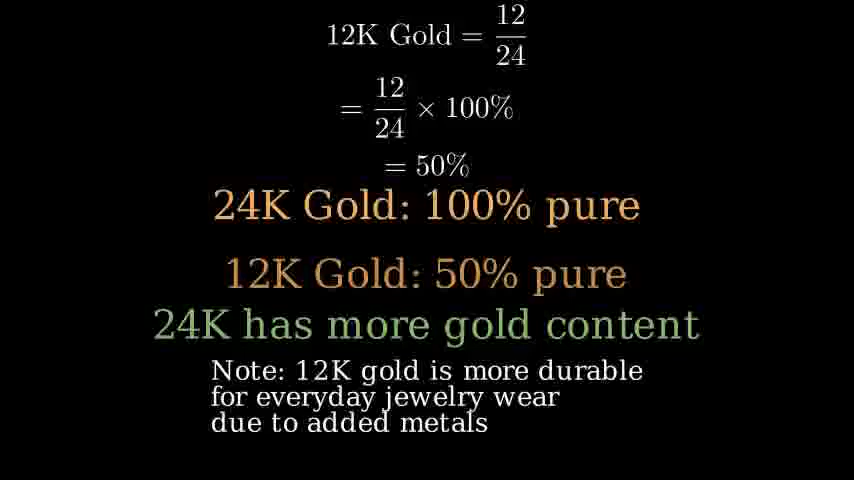 12K Gold = 12/24
= 12/24 × 100%
= 50%
24K Gold: 100% pure
12K Gold: 50% pure
24K has more gold content
Note: 12K gold is more durable
for everyday jewelry wear
due to added metals